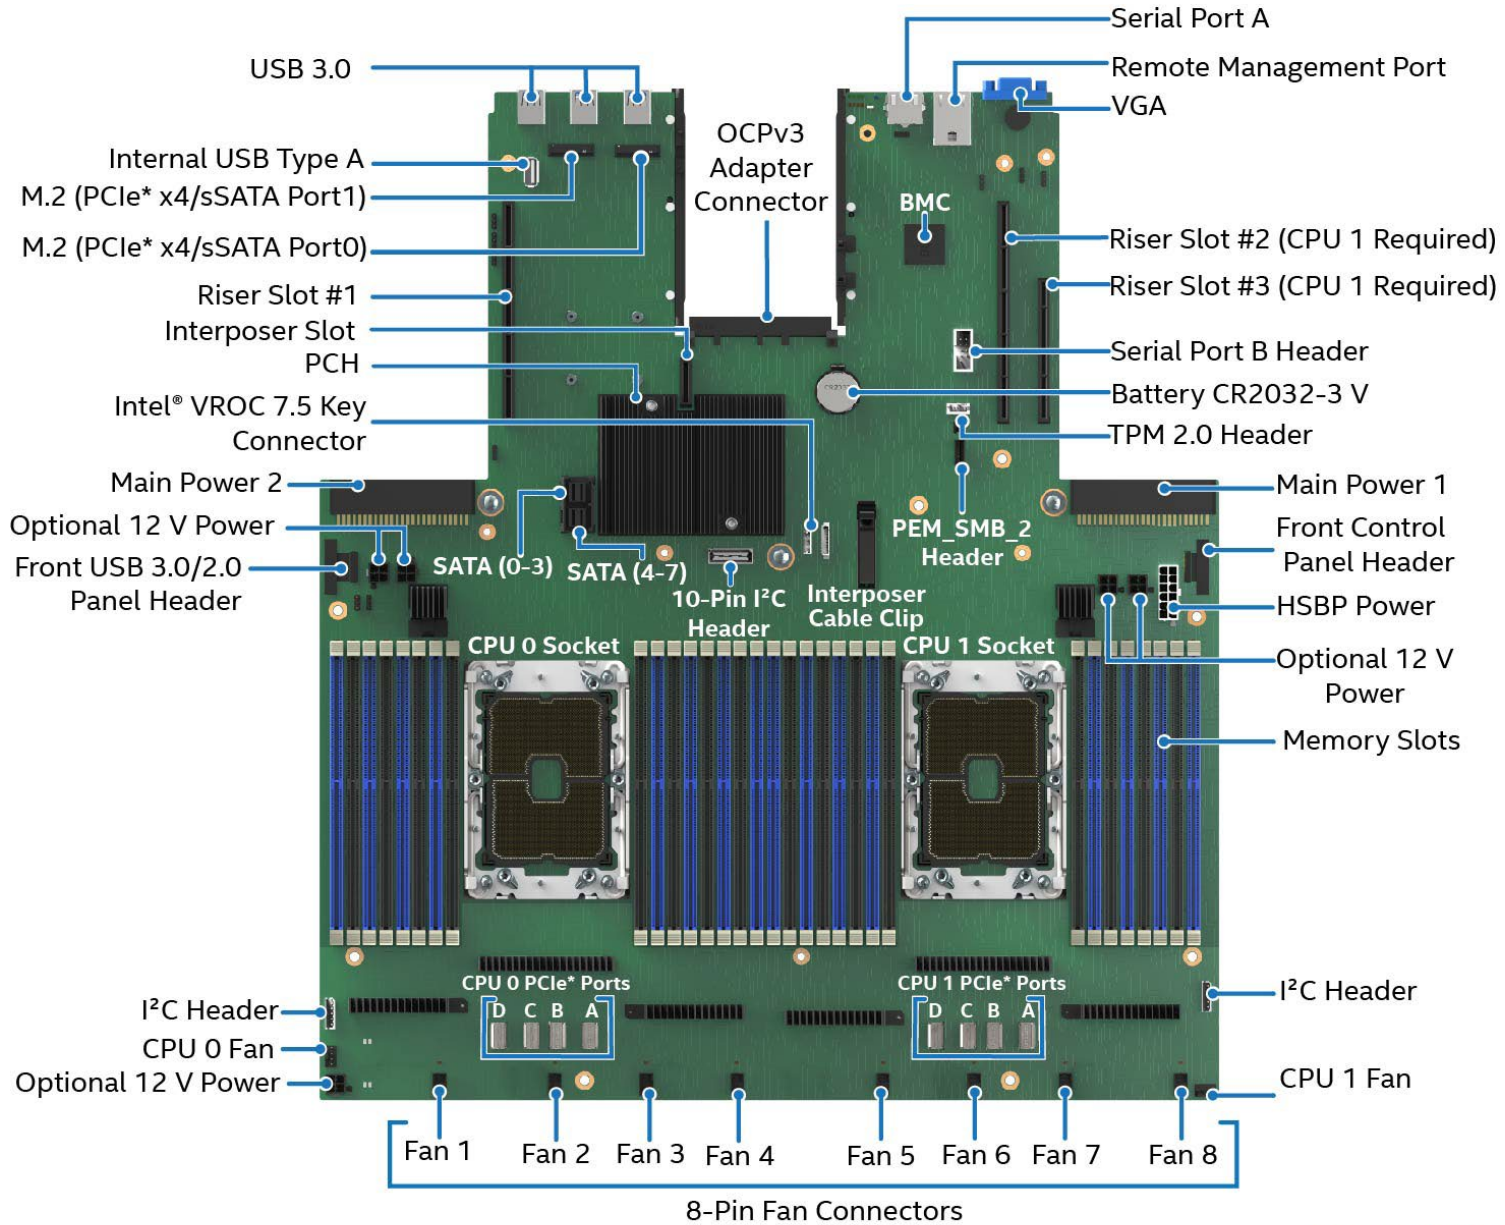 Serial Port A
USB 3.0
Remote Management Port
VGA
OCPv3
Adapter
Connector
Internal USB Type A
M.2 (PCIe* x4/sSATA Port1)
BMC
M.2 (PCIe* x4/sSATA Port0)
Riser Slot #2 (CPU 1 Required)
Riser Slot #1
Riser Slot #3 (CPU 1 Required)
Interposer Slot
PCH
Serial Port B Header
Intel® VROC 7.5 Key
Connector
Battery CR2032-3 V
TPM 2.0 Header
Main Power 2
Main Power 1
Optional 12 V Power
PEM_SMB_2
Header
Front Control
Panel Header
Front USB 3.0/2.0
Panel Header
SATA (0-3)
SATA (4-7)
10-Pin I²C
Header
Interposer
Cable Clip
HSBP Power
CPU 0 Socket
CPU 1 Socket
Optional 12 V
Power
Memory Slots
CPU 0 PCIe* Ports
D C B A
CPU 1 PCIe* Ports
D C B A
I²C Header
I²C Header
CPU 0 Fan
Optional 12 V Power
CPU 1 Fan
Fan 1
Fan 2
Fan 3
Fan 4
Fan 5
Fan 6
Fan 7
Fan 8
8-Pin Fan Connectors